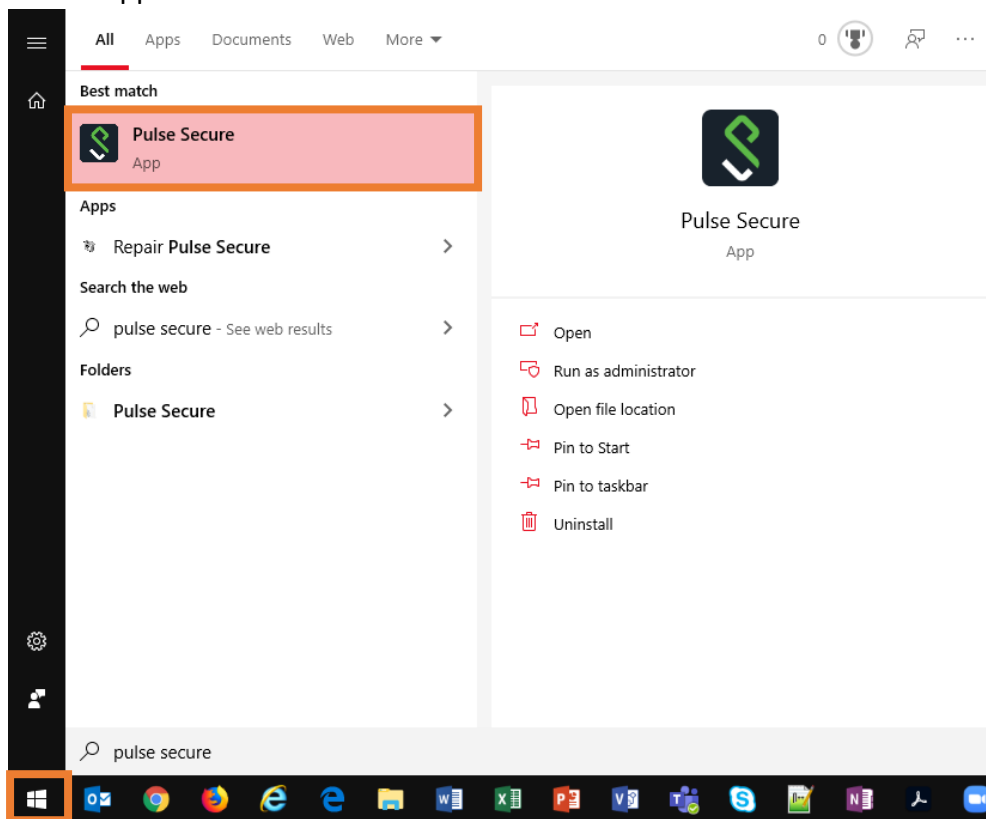 All Apps Documents Web More 0 ...
Best match
Pulse Secure
App
Apps
Repair Pulse Secure
Search the web
pulse secure - See web results
Folders
Pulse Secure
Pulse Secure
App
Open
Run as administrator
Open file location
Pin to Start
Pin to taskbar
Uninstall
pulse secure